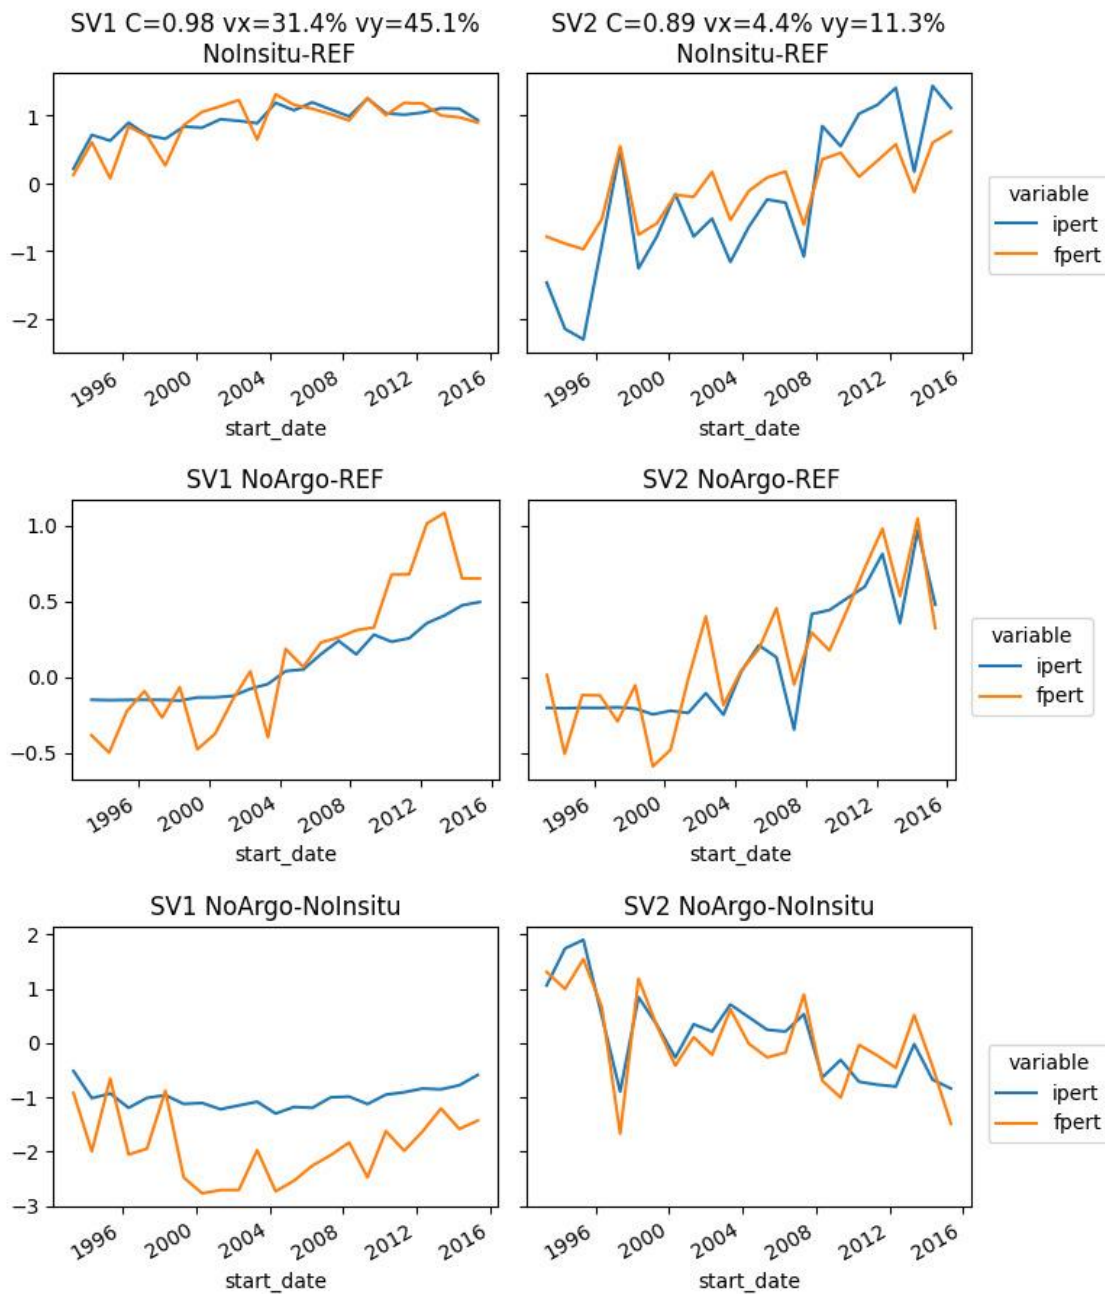 SV1 C=0.98 vx=31.4% vy=45.1%
NoInsitu-REF
SV2 C=0.89 vx=4.4% vy=11.3%
NoInsitu-REF
1
0
−1
−2
1996 2000 2004 2008 2012 2016
start_date
1996 2000 2004 2008 2012 2016
start_date
variable
ipert
fpert
SV1 NoArgo-REF
SV2 NoArgo-REF
1.0
0.5
0.0
−0.5
1996 2000 2004 2008 2012 2016
start_date
1996 2000 2004 2008 2012 2016
start_date
variable
ipert
fpert
SV1 NoArgo-NoInsitu
SV2 NoArgo-NoInsitu
2
1
0
−1
−2
−3
1996 2000 2004 2008 2012 2016
start_date
1996 2000 2004 2008 2012 2016
start_date
variable
ipert
fpert